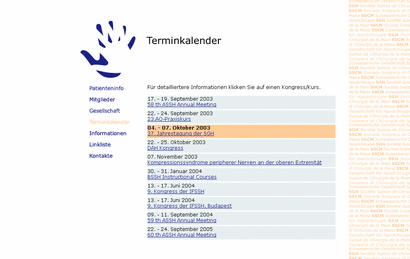 Terminkalender
Patienteninfo
Mitglieder
Gesellschaft
Terminkalender
Informationen
Linkliste
Kontakte
Für detailliertere Informationen klicken Sie auf einen Kongress/Kurs.
17. - 19. September 2003
58 th ASSH Annual Meeting
22. - 24. September 2003
23.AO-Praxiskurs
04. - 07. Oktober 2003
37. Jahrestagung der SGH
22. - 25. Oktober 2003
DAH Kongress
07. November 2003
Kompressionssyndrome peripherer Nerven an der oberen Extremität
30. - 31. Januar 2004
BSSH Instructional Courses
13. - 17. Juni 2004
9. Kongress der IFSSH
13. - 17. Juni 2004
9. Kongress der IFSSH, Budapest
09. - 11. September 2004
59 th ASSH Annual Meeting
22. - 24. September 2005
60 th ASSH Annual Meeting